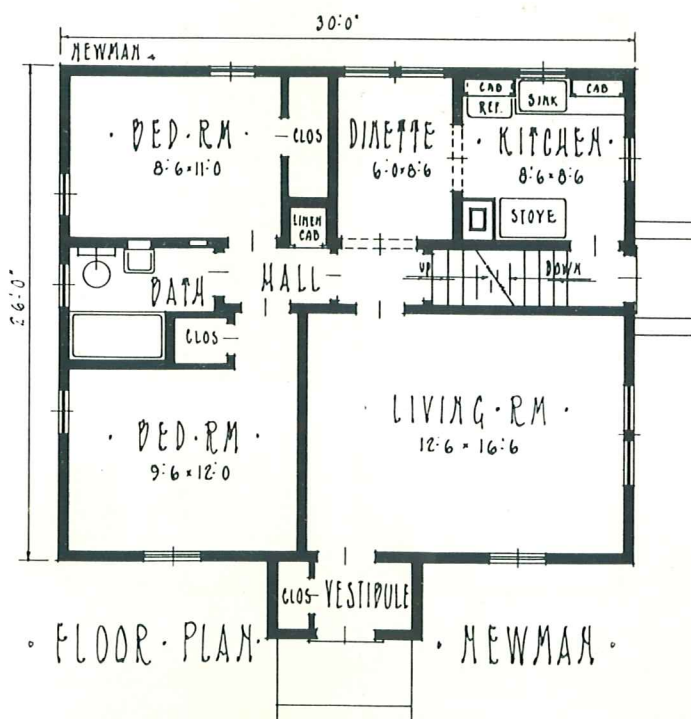 30'·0"
NEWMAN
26'·0"
BED·RM
8'·6"×11'·0
CLOS
DINETTE
6'·0×8'·6
CAB
REF.
SINK
CAB
·KITCHEN·
8'·6×8'·6
STOVE
LINEN
CAB
BATH
HALL
UP
DOWN
CLOS
·BED·RM·
9'·6×12'·0
·LIVING·RM·
12'·6 × 16'·6
CLOS
VESTIBULE
·FLOOR·PLAN·
·NEWMAN·